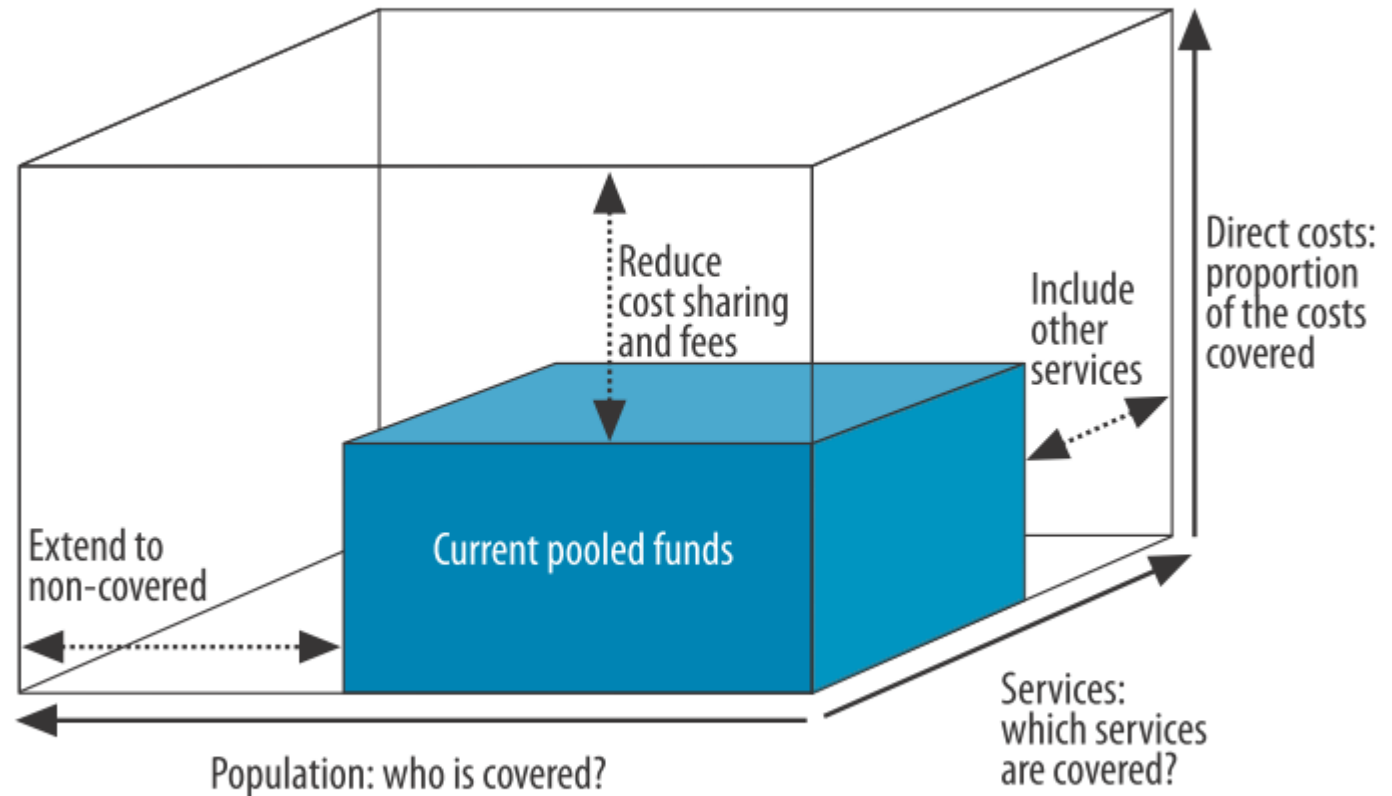 Reduce
cost sharing
and fees
Direct costs:
proportion
of the costs
covered
Include
other
services
Extend to
non-covered
Current pooled funds
Services:
which services
are covered?
Population: who is covered?